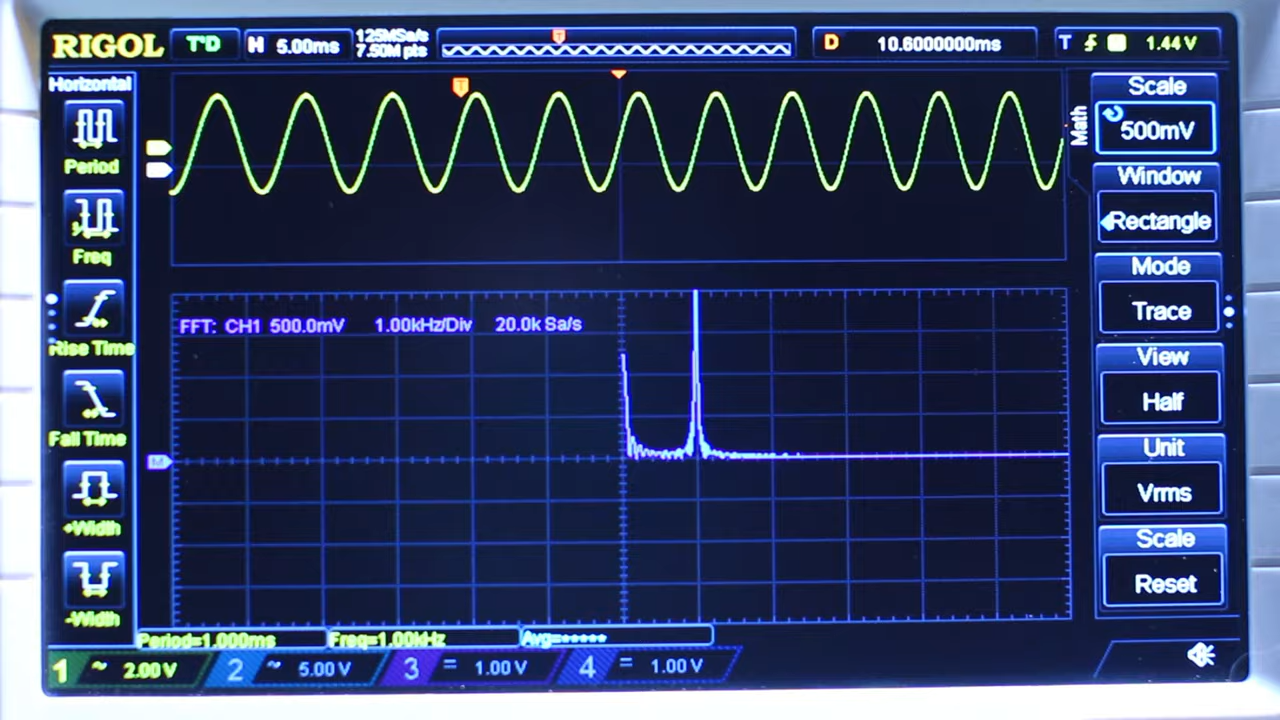 RIGOL T'D H 5.00ms 125MSa/s 7.50M pts D 10.6000000ms T 1.44 V
Horizontal
Period
Freq
Rise Time
Fall Time
+Width
-Width
T
Math
FFT: CH1 500.0mV 1.00kHz/Div 20.0k Sa/s
M
Period=1.000ms Freq=1.00kHz Avg=*****
1 ~ 2.00 V 2 ~ 5.00 V 3 = 1.00 V 4 = 1.00 V
Scale
500mV
Window
Rectangle
Mode
Trace
View
Half
Unit
Vrms
Scale
Reset